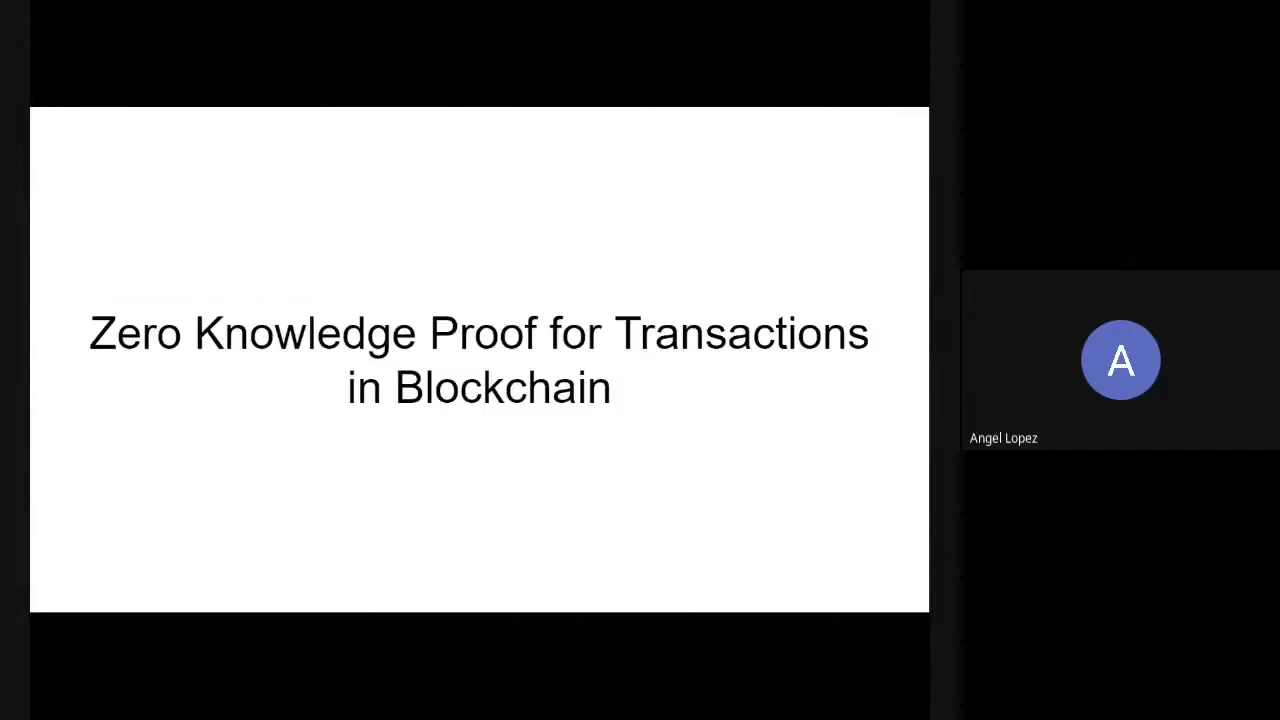 Zero Knowledge Proof for Transactions
in Blockchain
A
Angel Lopez